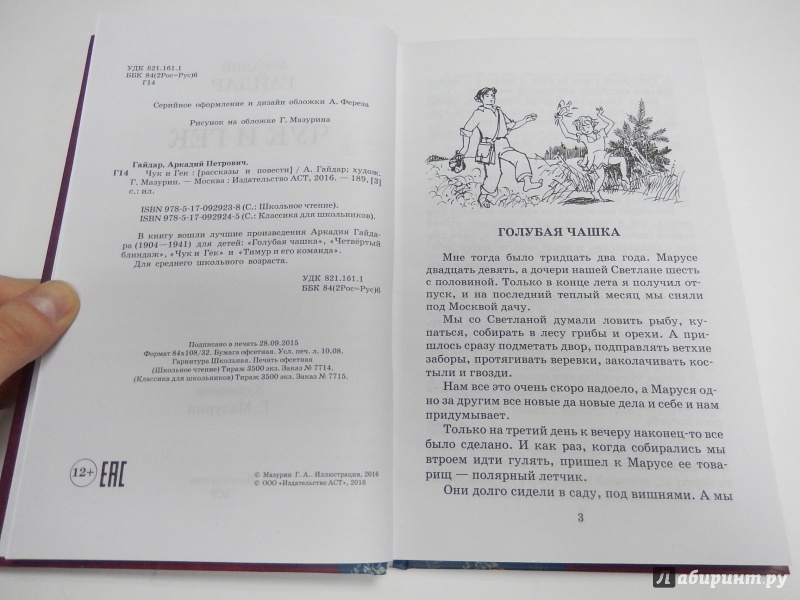 УДК 821.161.1
ББК 84(2Рос=Рус)6
Г14
Серийное оформление и дизайн обложки А. Фереза
Рисунок на обложке Г. Мазурина
Гайдар, Аркадий Петрович.
Г14 Чук и Гек : [рассказы и повести] / А. Гайдар; худож.
Г. Мазурин. — Москва : Издательство АСТ, 2016. — 189, [3]
с.: ил.
ISBN 978-5-17-092923-8 (С.: Школьное чтение).
ISBN 978-5-17-092924-5 (С.: Классика для школьников).
В книгу вошли лучшие произведения Аркадия Гайда-
ра (1904—1941) для детей: «Голубая чашка», «Четвёртый
блиндаж», «Чук и Гек» и «Тимур и его команда».
Для среднего школьного возраста.
УДК 821.161.1
ББК 84(2Рос=Рус)6
Подписано в печать 28.09.2015
Формат 84х108/32. Бумага офсетная. Усл. печ. л. 10,08.
Гарнитура Школьная. Печать офсетная
(Школьное чтение) Тираж 3500 экз. Заказ № 7714.
(Классика для школьников) Тираж 3500 экз. Заказ № 7715.
12+ ЕАС
© Мазурин Г. А.. Иллюстрации, 2016
© ООО «Издательство АСТ», 2016
ГОЛУБАЯ ЧАШКА
Мне тогда было тридцать два года. Марусе
двадцать девять, а дочери нашей Светлане шесть
с половиной. Только в конце лета я получил от-
пуск, и на последний теплый месяц мы сняли
под Москвой дачу.
Мы со Светланой думали ловить рыбу, ку-
паться, собирать в лесу грибы и орехи. А при-
шлось сразу подметать двор, подправлять ветхие
заборы, протягивать веревки, заколачивать кос-
тыли и гвозди.
Нам все это очень скоро надоело, а Маруся одно
за другим все новые да новые дела и себе и нам
придумывает.
Только на третий день к вечеру наконец-то все
было сделано. И как раз, когда собирались мы
втроем идти гулять, пришел к Марусе ее това-
рищ — полярный летчик.
Они долго сидели в саду, под вишнями. А мы
3
Лабиринт.ру